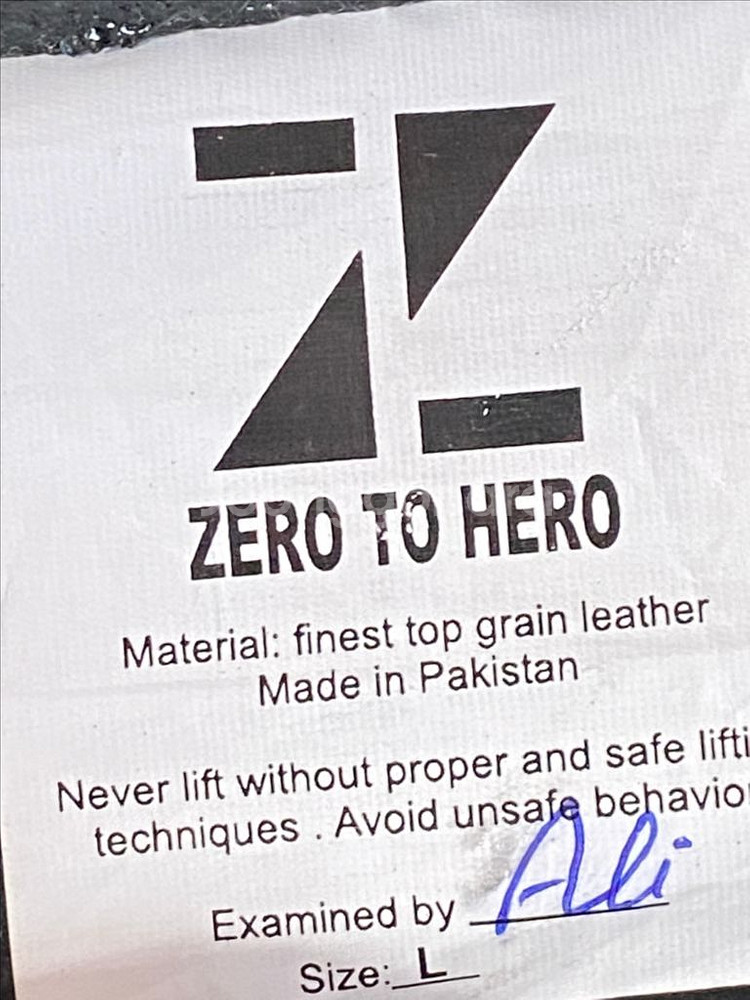 ZERO TO HERO
Material: finest top grain leather
Made in Pakistan
Never lift without proper and safe lifti
techniques . Avoid unsafe behavio
Examined by Ali
Size: L